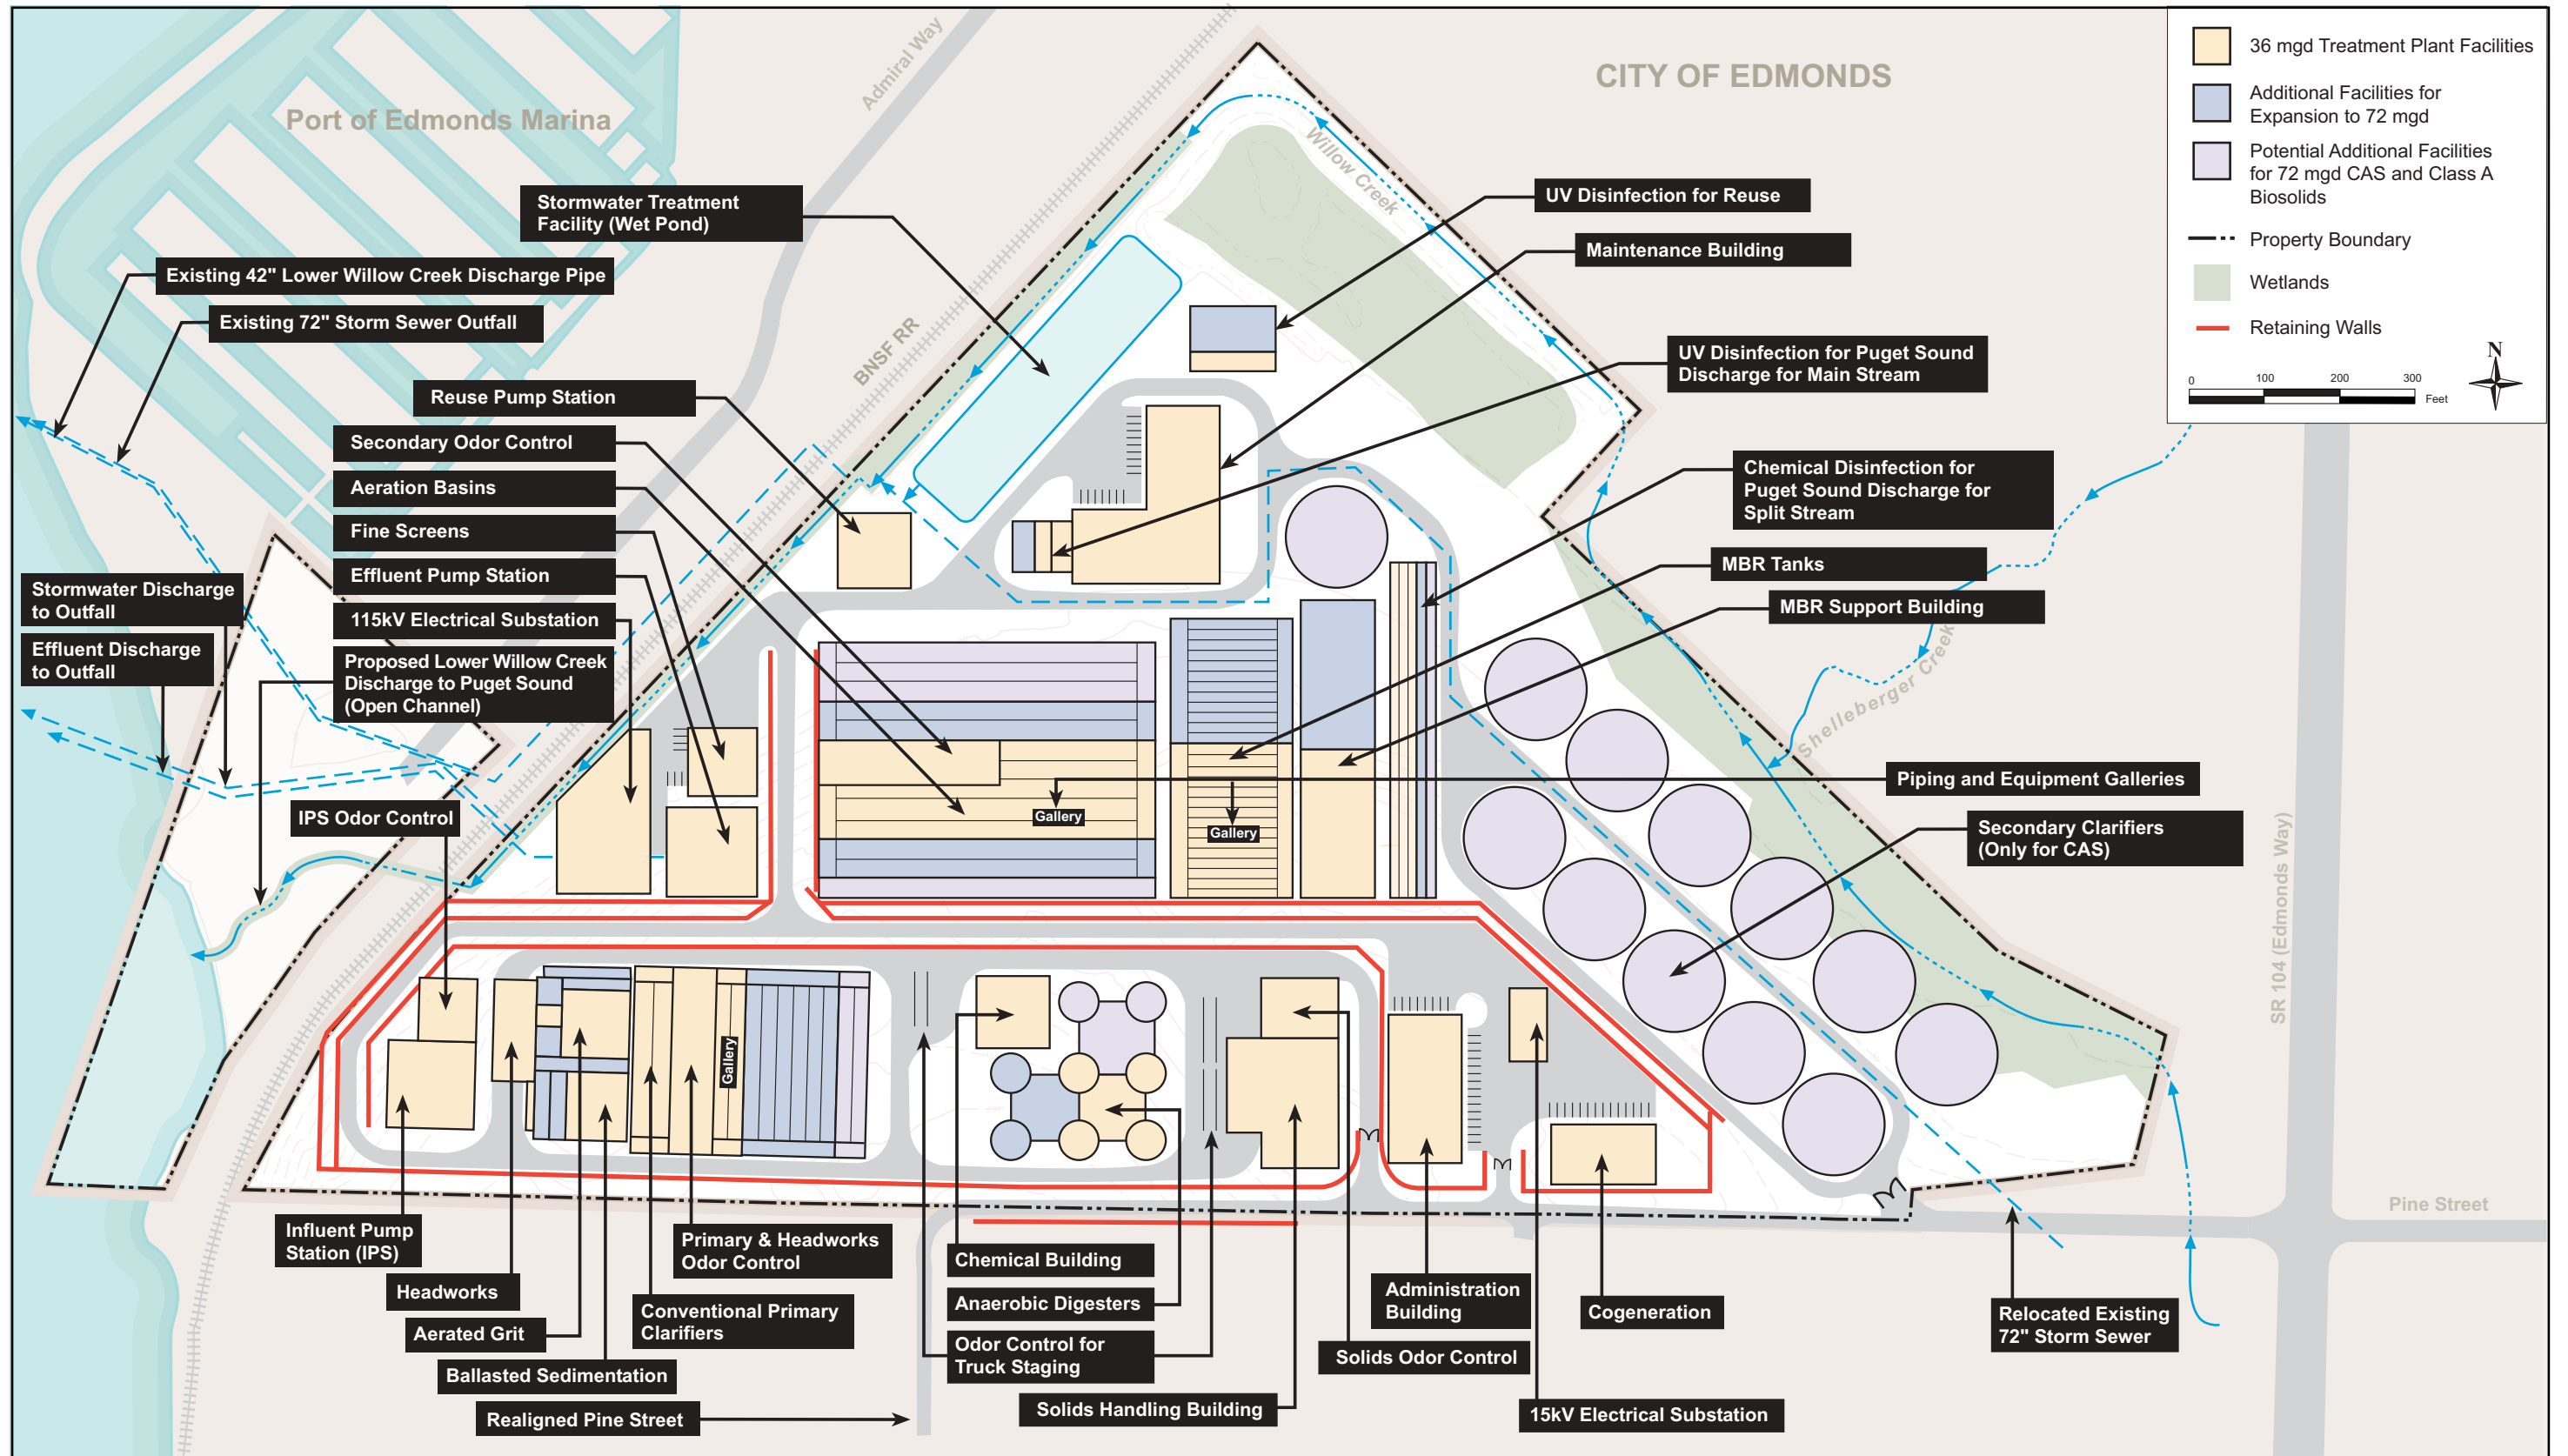 Port of Edmonds Marina
Admiral Way
CITY OF EDMONDS
36 mgd Treatment Plant Facilities
Additional Facilities for
Expansion to 72 mgd
Potential Additional Facilities
for 72 mgd CAS and Class A
Biosolids
Property Boundary
Wetlands
Retaining Walls
N
0 100 200 300
Feet
Willow Creek
Stormwater Treatment
Facility (Wet Pond)
UV Disinfection for Reuse
Maintenance Building
Existing 42" Lower Willow Creek Discharge Pipe
Existing 72" Storm Sewer Outfall
BNSF RR
UV Disinfection for Puget Sound
Discharge for Main Stream
Reuse Pump Station
Secondary Odor Control
Aeration Basins
Fine Screens
Effluent Pump Station
115kV Electrical Substation
Proposed Lower Willow Creek
Discharge to Puget Sound
(Open Channel)
Chemical Disinfection for
Puget Sound Discharge for
Split Stream
MBR Tanks
MBR Support Building
Stormwater Discharge
to Outfall
Effluent Discharge
to Outfall
Shelleberger Creek
Piping and Equipment Galleries
Gallery
Gallery
IPS Odor Control
Secondary Clarifiers
(Only for CAS)
SR 104 (Edmonds Way)
Gallery
Pine Street
Influent Pump
Station (IPS)
Headworks
Aerated Grit
Ballasted Sedimentation
Realigned Pine Street
Primary & Headworks
Odor Control
Conventional Primary
Clarifiers
Chemical Building
Anaerobic Digesters
Odor Control for
Truck Staging
Solids Handling Building
Solids Odor Control
Administration
Building
15kV Electrical Substation
Cogeneration
Relocated Existing
72" Storm Sewer